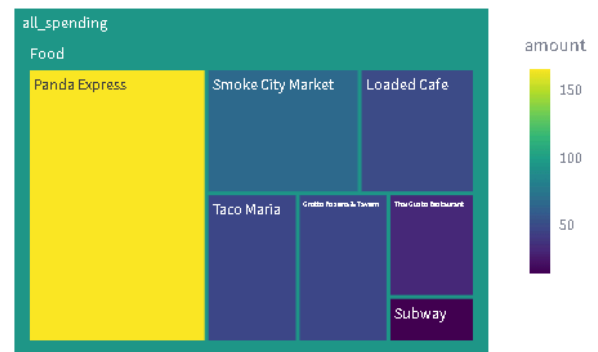 all_spending
Food
amount
Panda Express
Smoke City Market
Loaded Cafe
150
100
50
Taco Maria
Subway